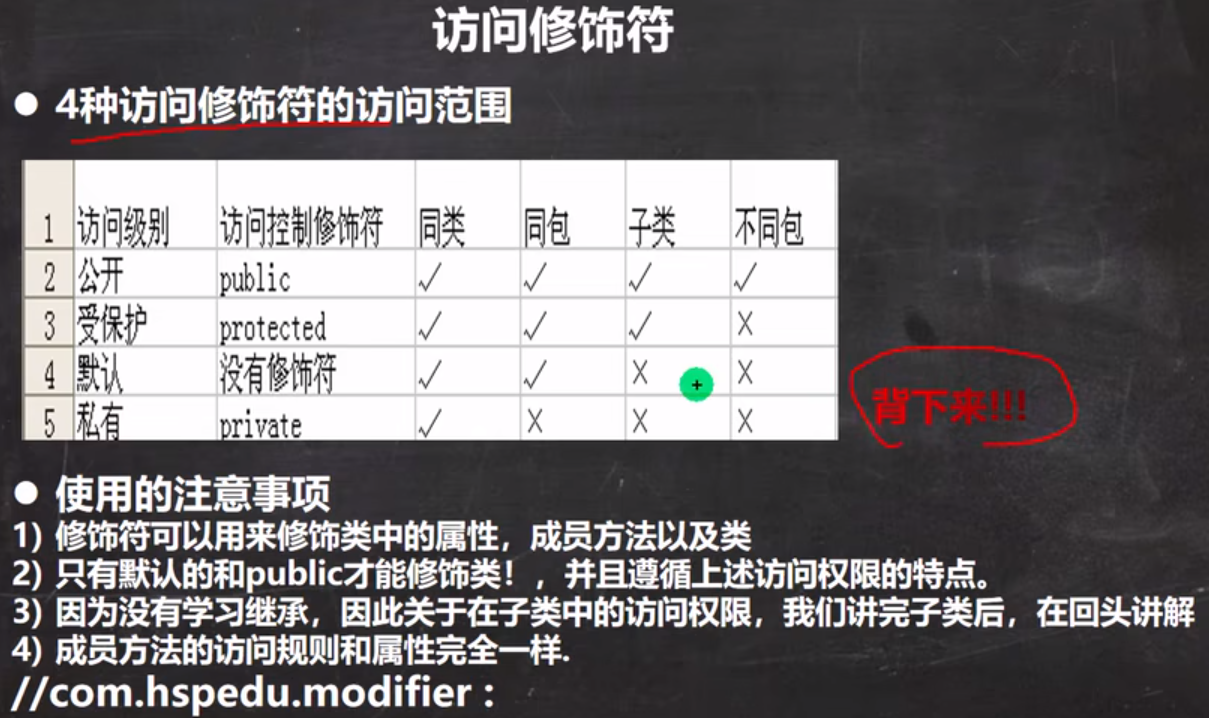 访问修饰符
● 4种访问修饰符的访问范围
1 访问级别 访问控制修饰符 同类 同包 子类 不同包
2 公开 public √ √ √ √
3 受保护 protected √ √ √ ×
4 默认 没有修饰符 √ √ × ×
5 私有 private √ × × ×
背下来!!!
● 使用的注意事项
1) 修饰符可以用来修饰类中的属性，成员方法以及类
2) 只有默认的和public才能修饰类！，并且遵循上述访问权限的特点。
3) 因为没有学习继承，因此关于在子类中的访问权限，我们讲完子类后，在回头讲解
4) 成员方法的访问规则和属性完全一样.
//com.hspedu.modifier :